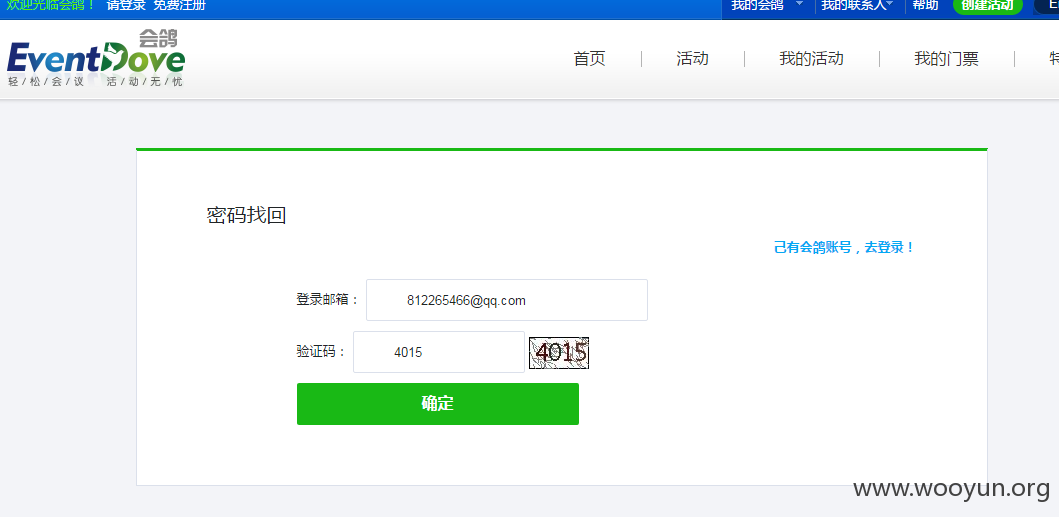 欢迎光临会鸽！ 请登录 免费注册 我的会鸽 我的联系人 帮助 创建活动
会鸽
EventDove
轻/松/会/议 活/动/无/忧
首页 活动 我的活动 我的门票
密码找回
己有会鸽账号，去登录！
登录邮箱： 812265466@qq.com
验证码： 4015 4015
确定
www.wooyun.org